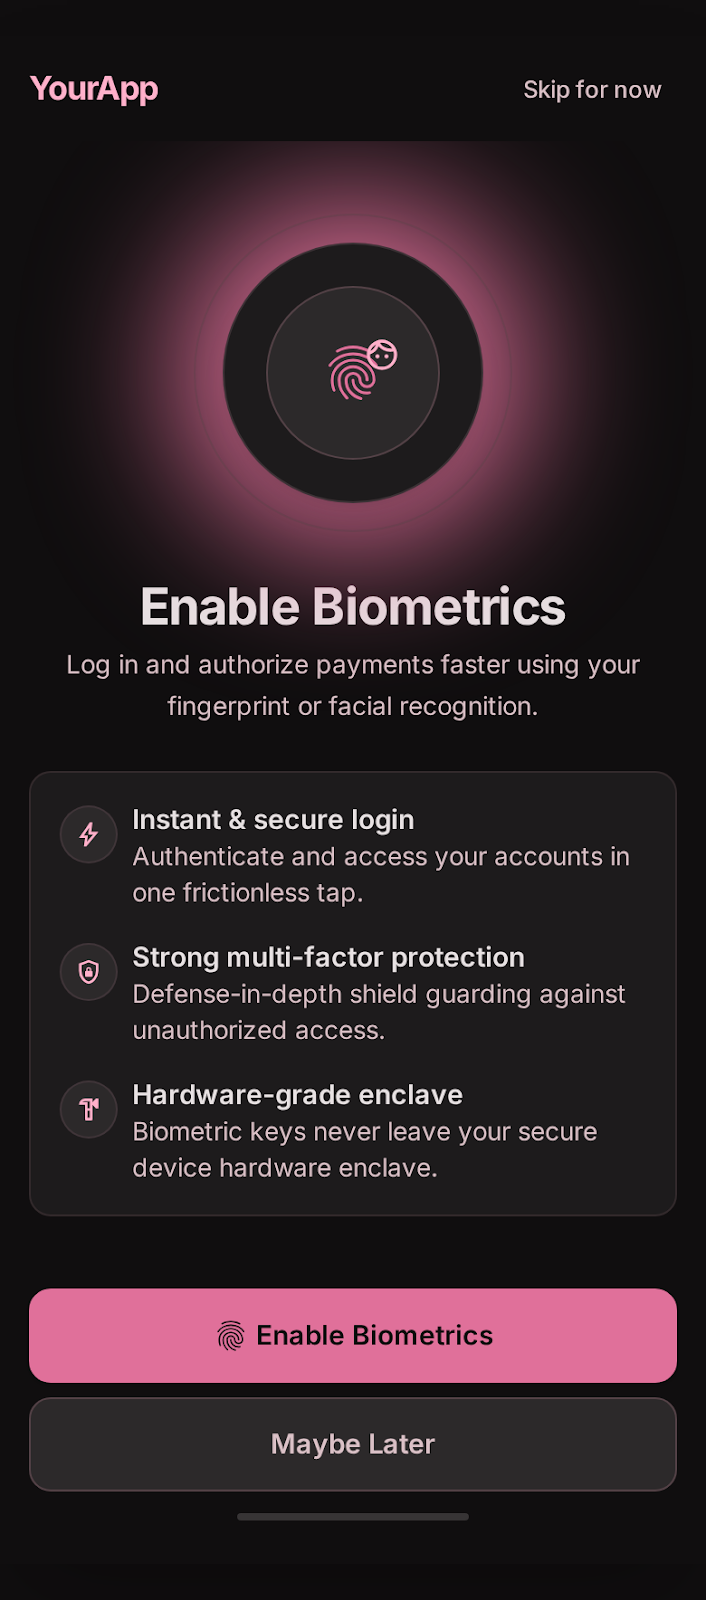 YourApp
Skip for now
Enable Biometrics
Log in and authorize payments faster using your
fingerprint or facial recognition.
Instant & secure login
Authenticate and access your accounts in
one frictionless tap.
Strong multi-factor protection
Defense-in-depth shield guarding against
unauthorized access.
Hardware-grade enclave
Biometric keys never leave your secure
device hardware enclave.
Enable Biometrics
Maybe Later